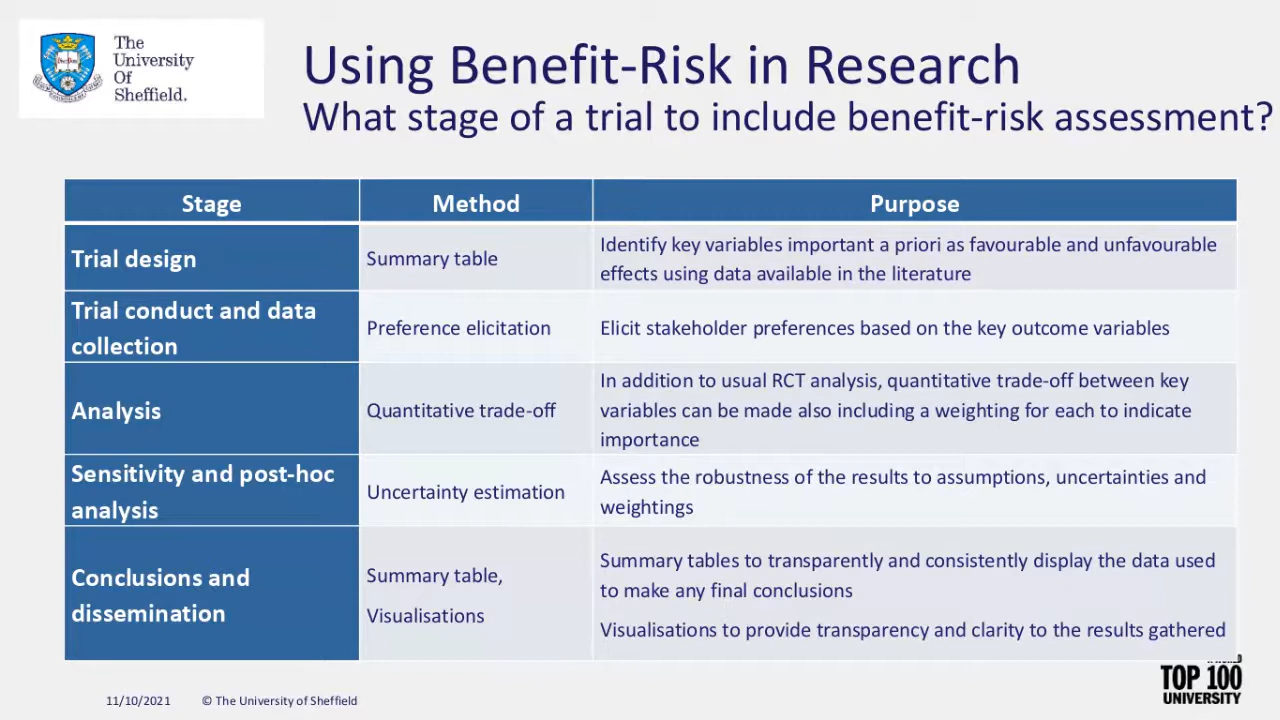 The
University
Of
Sheffield.
Using Benefit-Risk in Research
What stage of a trial to include benefit-risk assessment?
Stage Method Purpose
Trial design
Summary table
Identify key variables important a priori as favourable and unfavourable
effects using data available in the literature
Trial conduct and data
collection
Preference elicitation
Elicit stakeholder preferences based on the key outcome variables
Analysis
Quantitative trade-off
In addition to usual RCT analysis, quantitative trade-off between key
variables can be made also including a weighting for each to indicate
importance
Sensitivity and post-hoc
analysis
Uncertainty estimation
Assess the robustness of the results to assumptions, uncertainties and
weightings
Conclusions and
dissemination
Summary table,
Visualisations
Summary tables to transparently and consistently display the data used
to make any final conclusions
Visualisations to provide transparency and clarity to the results gathered
11/10/2021 © The University of Sheffield
TOP 100
UNIVERSITY